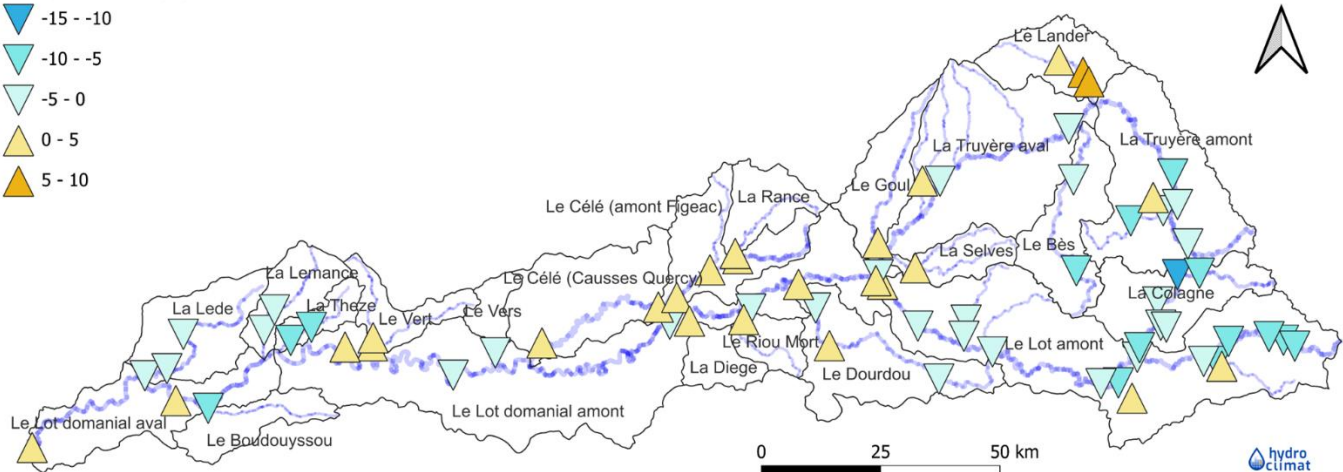 -15 - -10
-10 - -5
-5 - 0
0 - 5
5 - 10
Le Lander
La Truyère aval
La Truyère amont
Le Goul
La Rance
Le Célé (amont Figeac)
La Selves
Le Bès
Le Célé (Causses Quercy)
La Colagne
La Lemance
La Lede
La Theze
Le Vert
Le Vers
Le Riou Mort
Le Lot amont
La Diege
Le Dourdou
Le Lot domanial amont
Le Lot domanial aval
Le Boudouyssou
0 25 50 km
hydro
climat